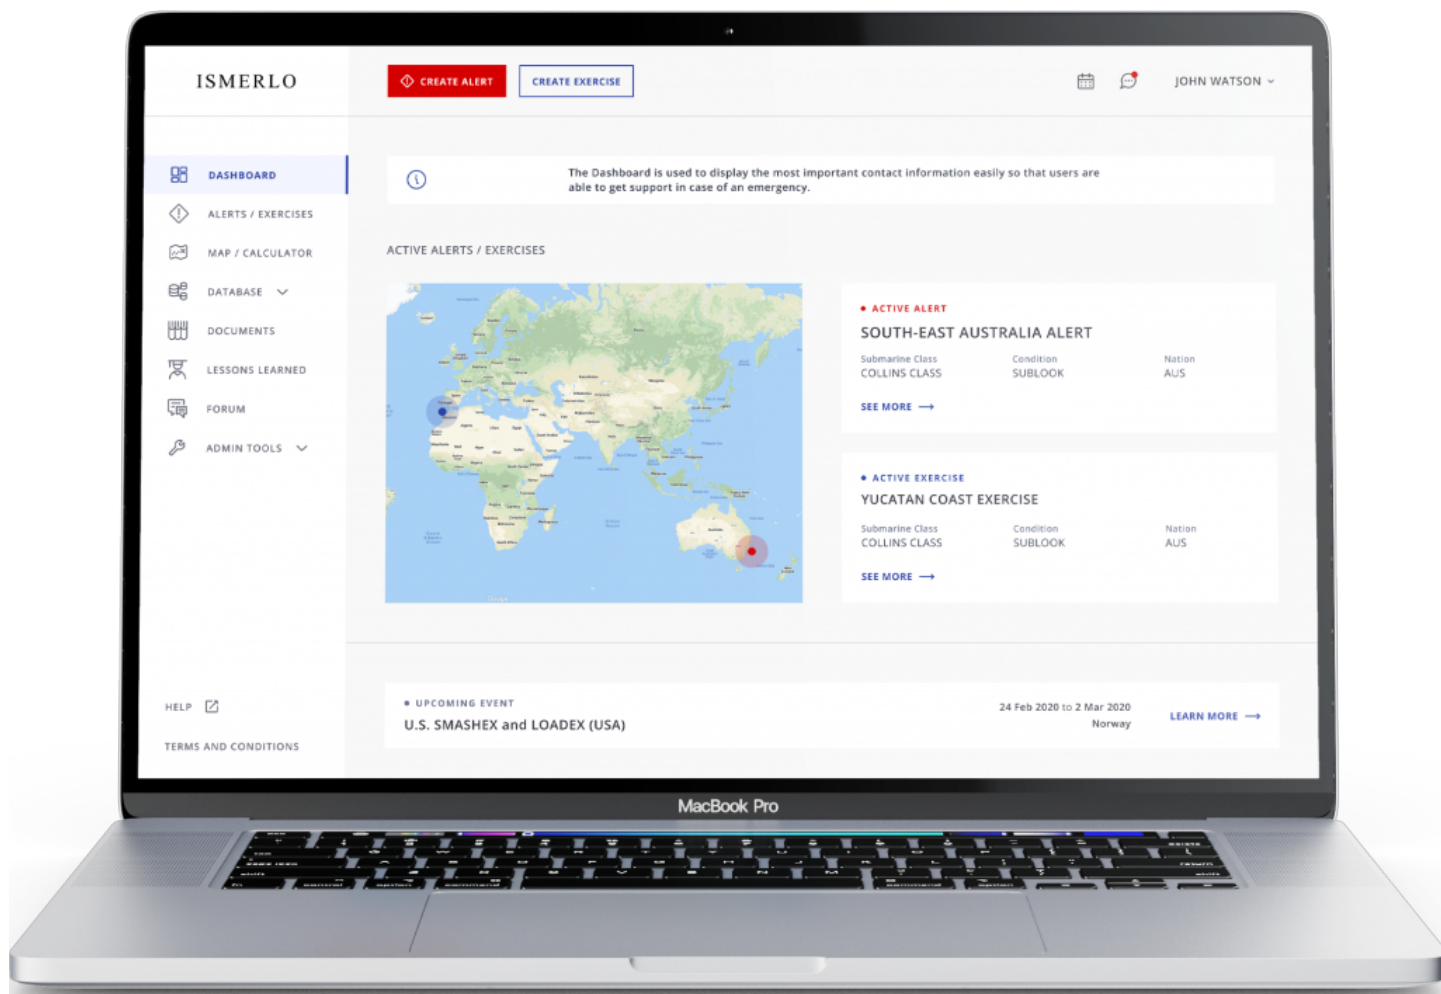 ISMERLO
CREATE ALERT
CREATE EXERCISE
JOHN WATSON
DASHBOARD
ALERTS / EXERCISES
MAP / CALCULATOR
DATABASE
DOCUMENTS
LESSONS LEARNED
FORUM
ADMIN TOOLS
HELP
TERMS AND CONDITIONS
The Dashboard is used to display the most important contact information easily so that users are
able to get support in case of an emergency.
ACTIVE ALERTS / EXERCISES
Google
ACTIVE ALERT
SOUTH-EAST AUSTRALIA ALERT
Submarine Class Condition Nation
COLLINS CLASS SUBLOOK AUS
SEE MORE
ACTIVE EXERCISE
YUCATAN COAST EXERCISE
Submarine Class Condition Nation
COLLINS CLASS SUBLOOK AUS
SEE MORE
UPCOMING EVENT
U.S. SMASHEX and LOADEX (USA)
24 Feb 2020 to 2 Mar 2020
Norway
LEARN MORE
MacBook Pro